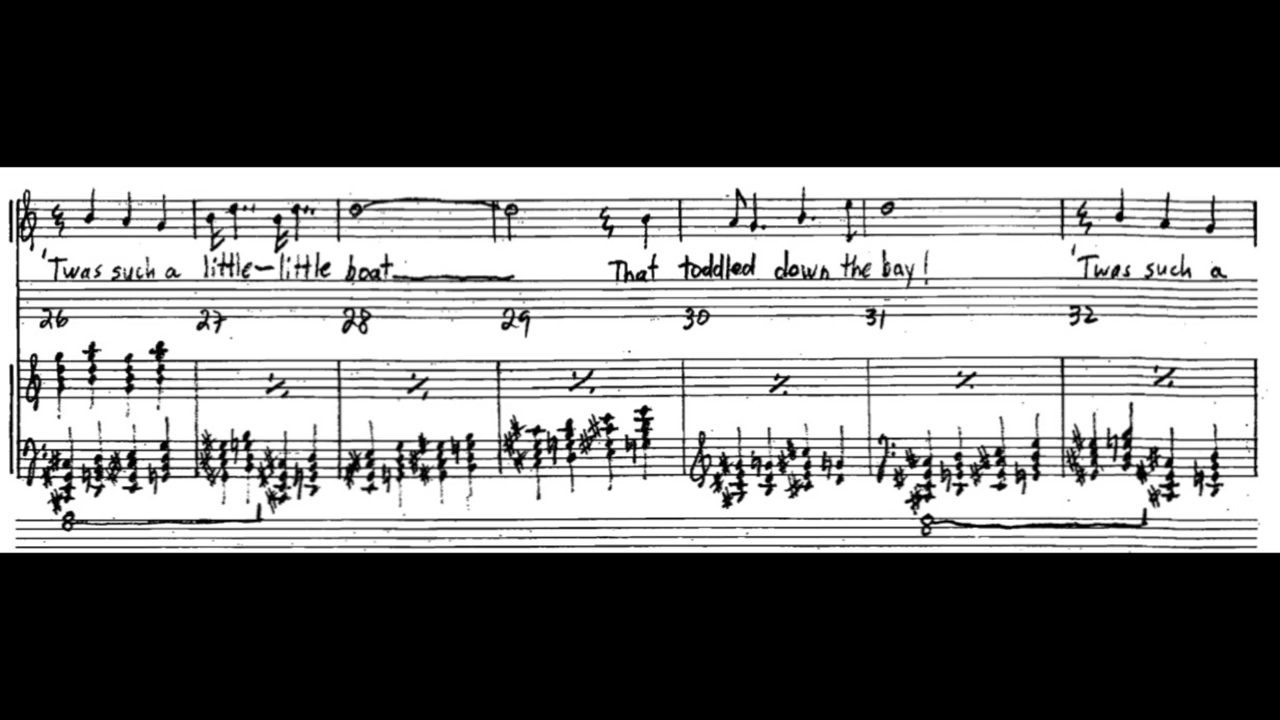 'Twas such a little-little boat That toddled down the bay! 'Twas such a
26 27 28 29 30 31 32
8 8